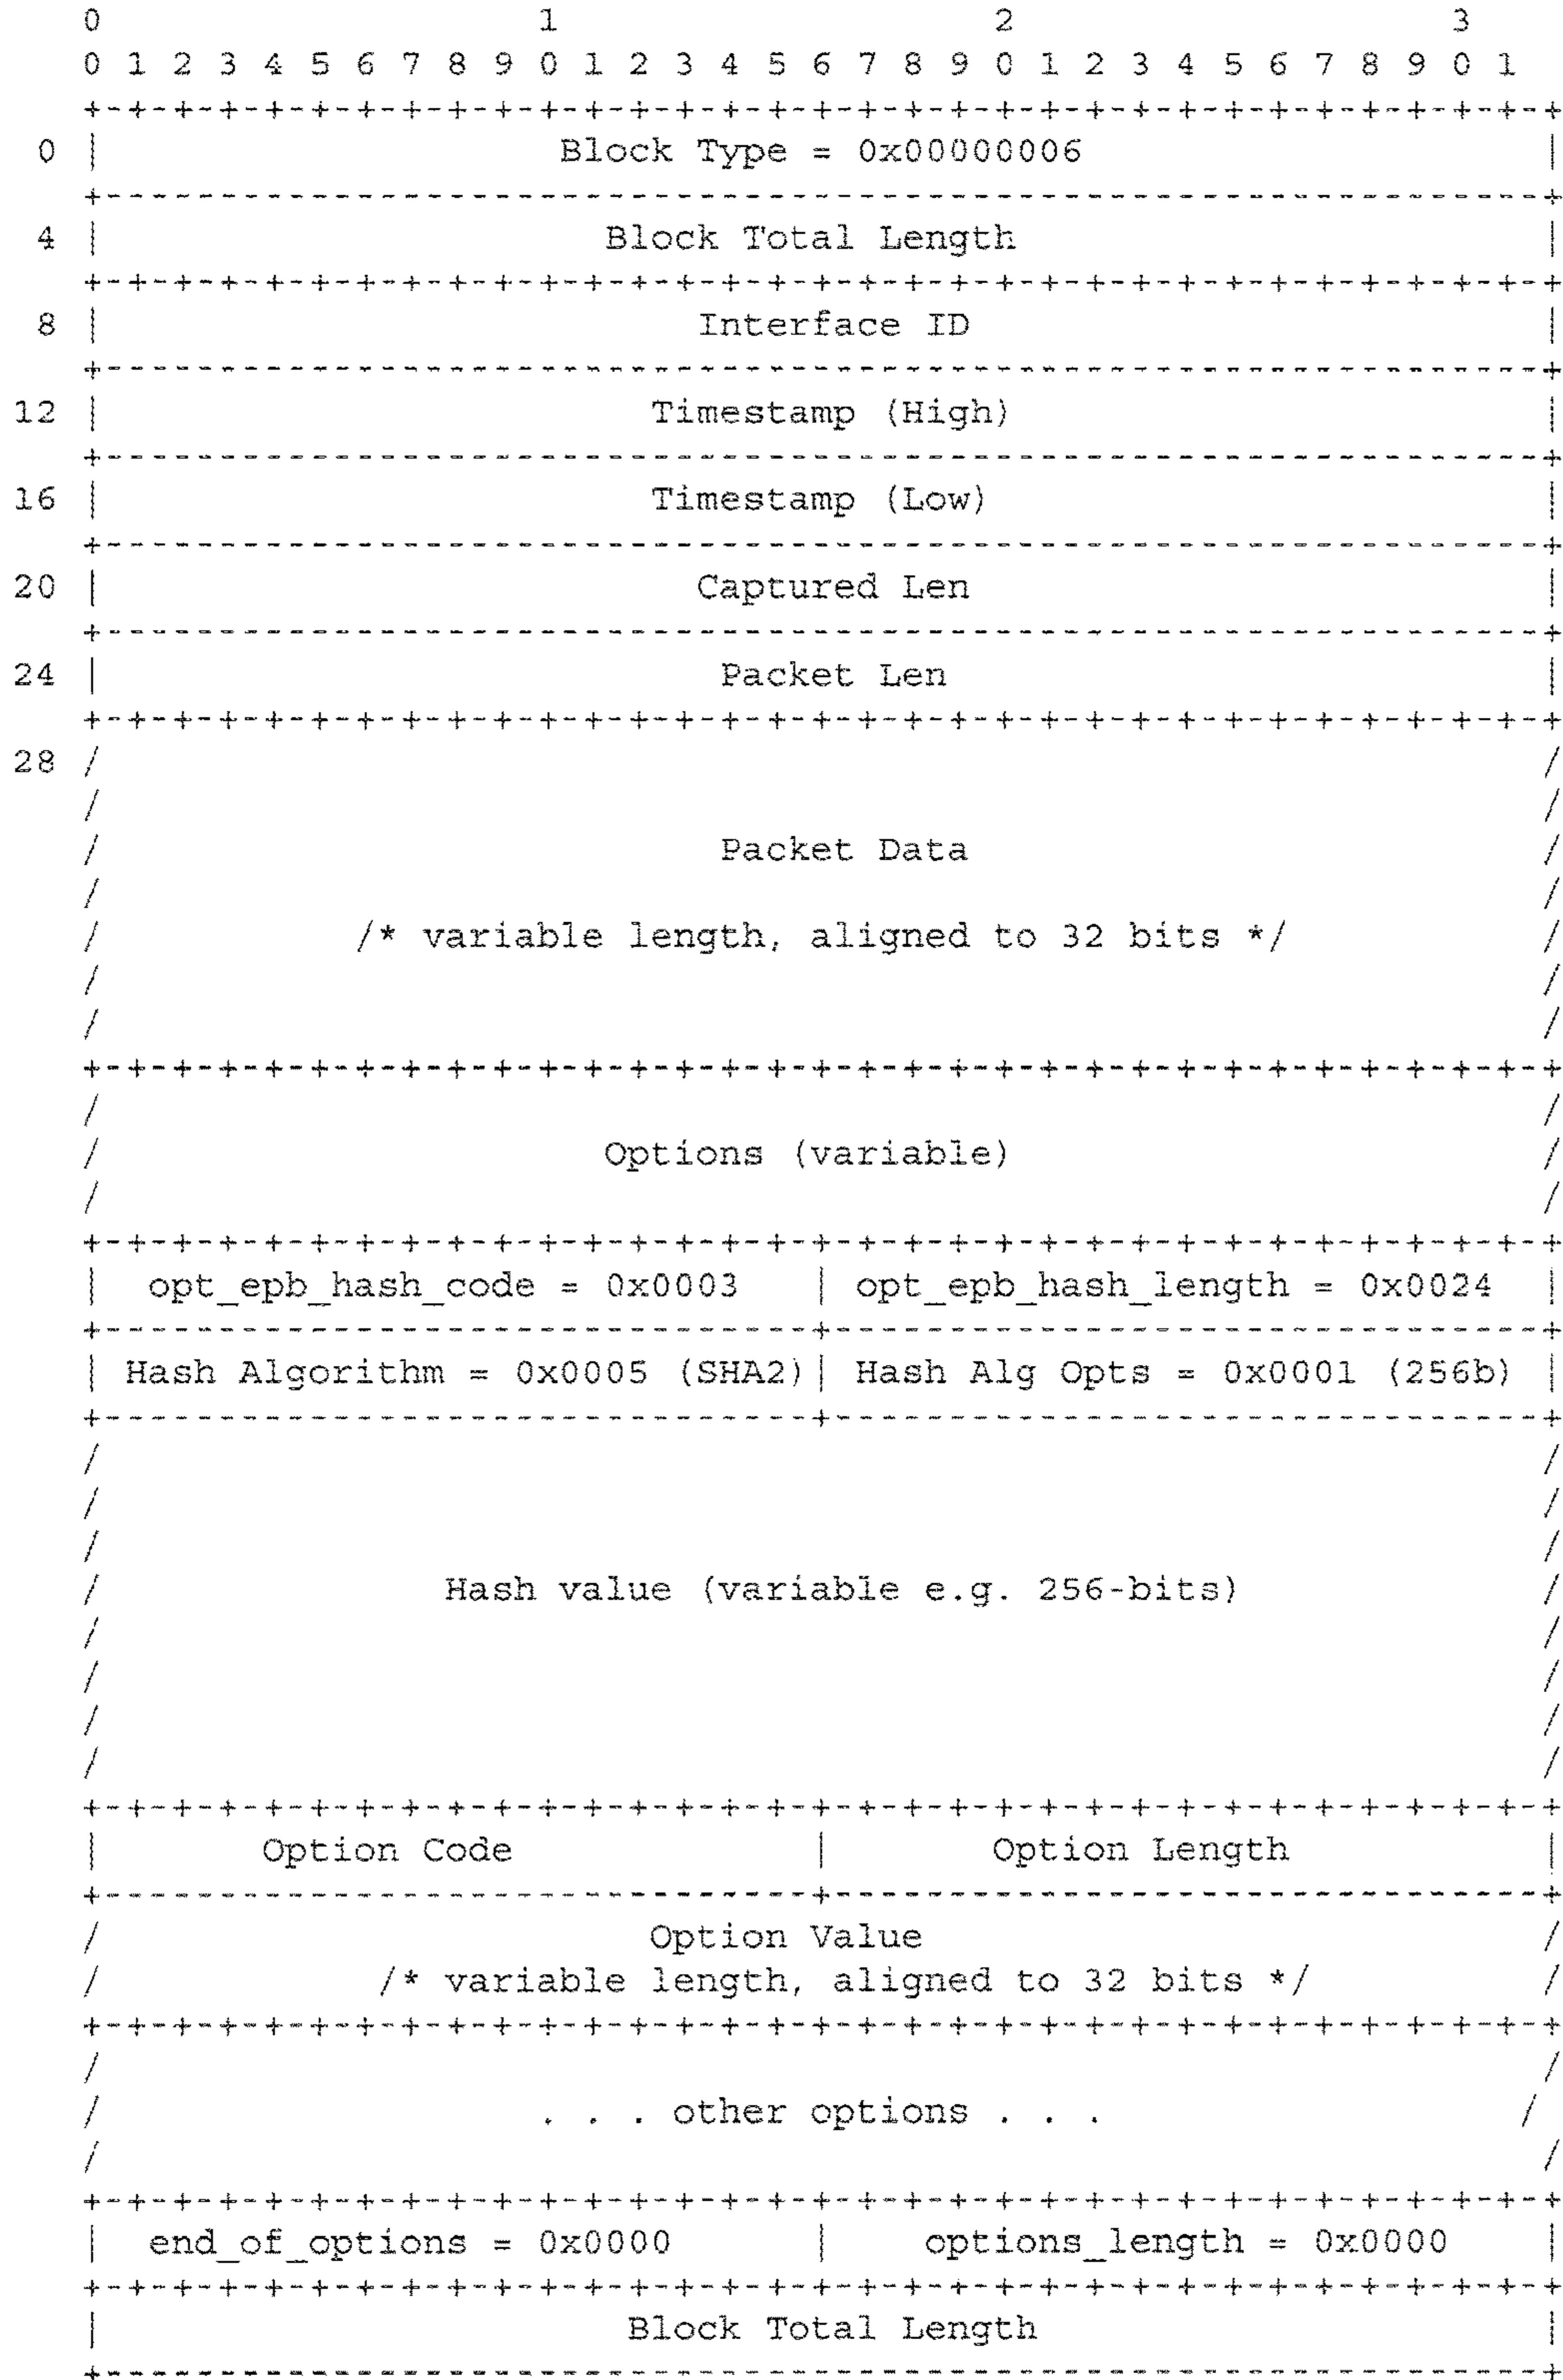 0 1 2 3
0 1 2 3 4 5 6 7 8 9 0 1 2 3 4 5 6 7 8 9 0 1 2 3 4 5 6 7 8 9 0 1
+-+-+-+-+-+-+-+-+-+-+-+-+-+-+-+-+-+-+-+-+-+-+-+-+-+-+-+-+-+-+-+-+
0 | Block Type = 0x00000006 |
+---------------------------------------------------------------+
4 | Block Total Length |
+-+-+-+-+-+-+-+-+-+-+-+-+-+-+-+-+-+-+-+-+-+-+-+-+-+-+-+-+-+-+-+-+
8 | Interface ID |
+---------------------------------------------------------------+
12 | Timestamp (High) |
+---------------------------------------------------------------+
16 | Timestamp (Low) |
+---------------------------------------------------------------+
20 | Captured Len |
+---------------------------------------------------------------+
24 | Packet Len |
+-+-+-+-+-+-+-+-+-+-+-+-+-+-+-+-+-+-+-+-+-+-+-+-+-+-+-+-+-+-+-+-+
28 / /
/ /
/ Packet Data /
/ /
/ /* variable length, aligned to 32 bits */ /
/ /
/ /
+-+-+-+-+-+-+-+-+-+-+-+-+-+-+-+-+-+-+-+-+-+-+-+-+-+-+-+-+-+-+-+-+
/ /
/ Options (variable) /
/ /
+-+-+-+-+-+-+-+-+-+-+-+-+-+-+-+-+-+-+-+-+-+-+-+-+-+-+-+-+-+-+-+-+
| opt_epb_hash_code = 0x0003 | opt_epb_hash_length = 0x0024 |
+-------------------------------+-------------------------------+
| Hash Algorithm = 0x0005 (SHA2)| Hash Alg Opts = 0x0001 (256b) |
+-------------------------------+-------------------------------+
/ /
/ /
/ /
/ Hash value (variable e.g. 256-bits) /
/ /
/ /
/ /
/ /
+-+-+-+-+-+-+-+-+-+-+-+-+-+-+-+-+-+-+-+-+-+-+-+-+-+-+-+-+-+-+-+-+
| Option Code | Option Length |
+-------------------------------+-------------------------------+
/ Option Value /
/ /* variable length, aligned to 32 bits */ /
+-+-+-+-+-+-+-+-+-+-+-+-+-+-+-+-+-+-+-+-+-+-+-+-+-+-+-+-+-+-+-+-+
/ /
/ . . . other options . . . /
/ /
+-+-+-+-+-+-+-+-+-+-+-+-+-+-+-+-+-+-+-+-+-+-+-+-+-+-+-+-+-+-+-+-+
| end_of_options = 0x0000 | options_length = 0x0000 |
+-+-+-+-+-+-+-+-+-+-+-+-+-+-+-+-+-+-+-+-+-+-+-+-+-+-+-+-+-+-+-+-+
| Block Total Length |
+---------------------------------------------------------------+